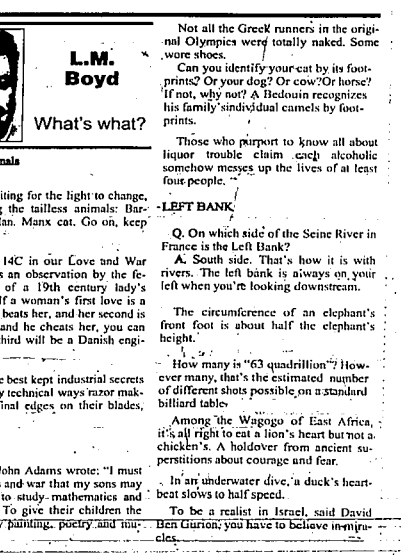 L.M.
Boyd
What's what?
mals
iting for the light to change,
g the tailless animals: Bar-
lan. Manx cat. Go on, keep
14C in our Love and War
s an observation by the fe-
of a 19th century lady's
If a woman's first love is a
beats her, and her second is
and he cheats her, you can
third will be a Danish engi-
e best kept industrial secrets
y technical ways razor mak-
final edges on their blades,
John Adams wrote: "I must
s and war that my sons may
to study mathematics and
To give their children the
y painting, poetry and mu-
Not all the Greek runners in the origi-
nal Olympics were totally naked. Some
wore shoes.
Can you identify your cat by its foot-
prints? Or your dog? Or cow? Or horse?
If not, why not? A Bedouin recognizes
his family's individual camels by foot-
prints.
Those who purport to know all about
liquor trouble claim each alcoholic
somehow messes up the lives of at least
four people.
LEFT BANK
Q. On which side of the Seine River in
France is the Left Bank?
A. South side. That's how it is with
rivers. The left bank is always on your
left when you're looking downstream.
The circumference of an elephant's
front foot is about half the elephant's
height.
How many is "63 quadrillion"? How-
ever many, that's the estimated number
of different shots possible on a standard
billiard table.
Among the Wagogo of East Africa,
it's all right to eat a lion's heart but not a
chicken's. A holdover from ancient su-
perstitions about courage and fear.
In an underwater dive, a duck's heart-
beat slows to half speed.
To be a realist in Israel, said David
Ben Gurion, you have to believe in mira-
cles.